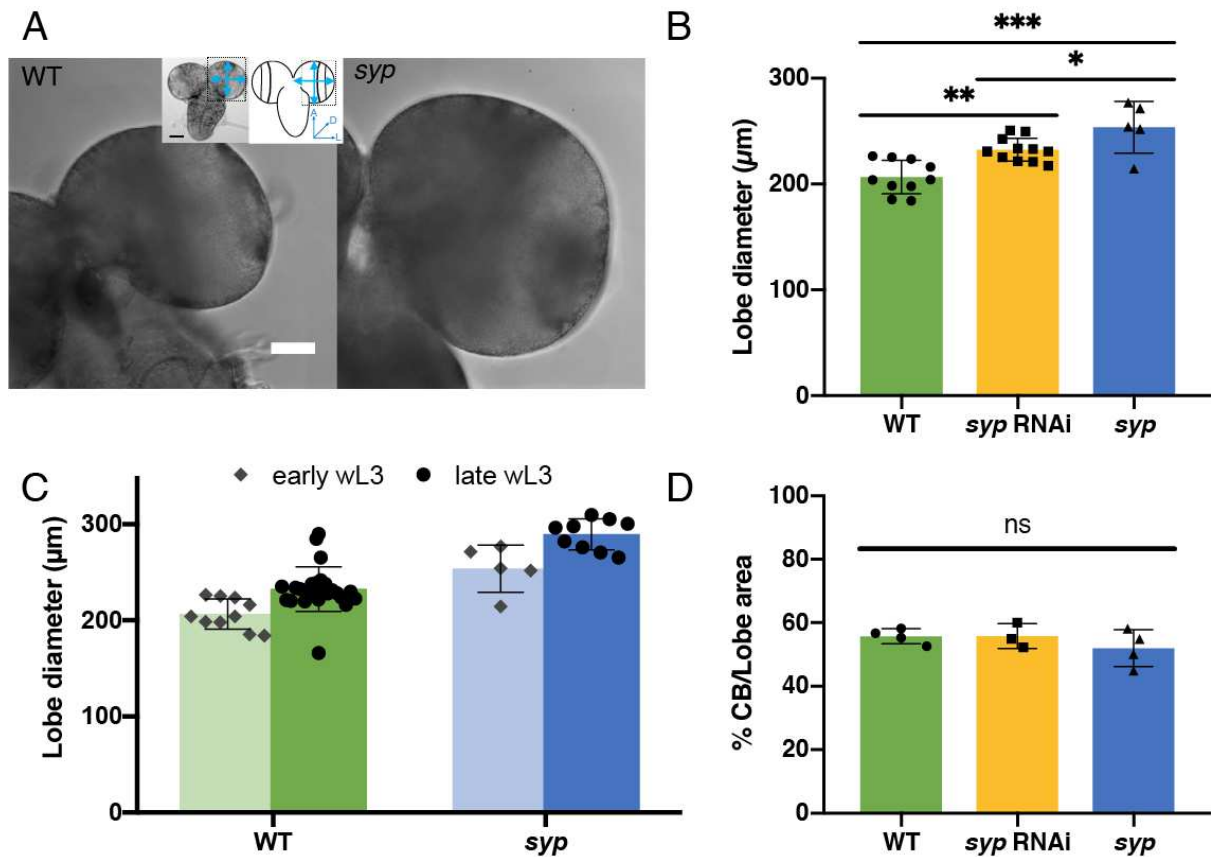 A
WT
syp
A
D
L
B
***
*
**
Lobe diameter (µm)
300
200
100
0
WT
syp RNAi
syp
C
early wL3
late wL3
Lobe diameter (µm)
300
200
100
0
WT
syp
D
ns
% CB/Lobe area
100
80
60
40
20
0
WT
syp RNAi
syp